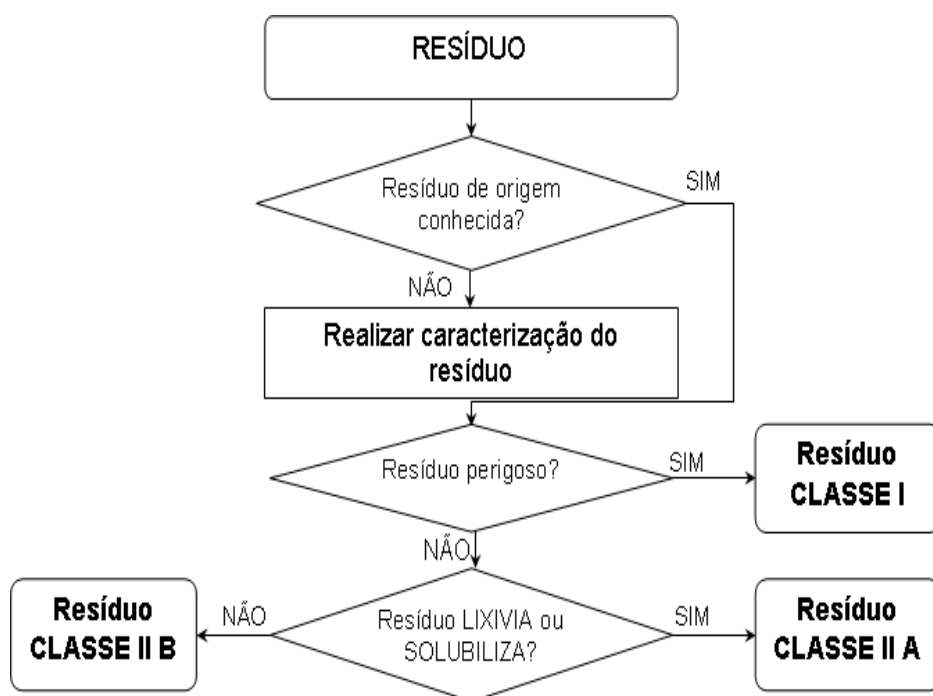 RESÍDUO
Resíduo de origem
conhecida?
SIM
NÃO
Realizar caracterização do
resíduo
Resíduo perigoso?
SIM
Resíduo
CLASSE I
NÃO
Resíduo
CLASSE II B
NÃO
Resíduo LIXIVIA ou
SOLUBILIZA?
SIM
Resíduo
CLASSE II A